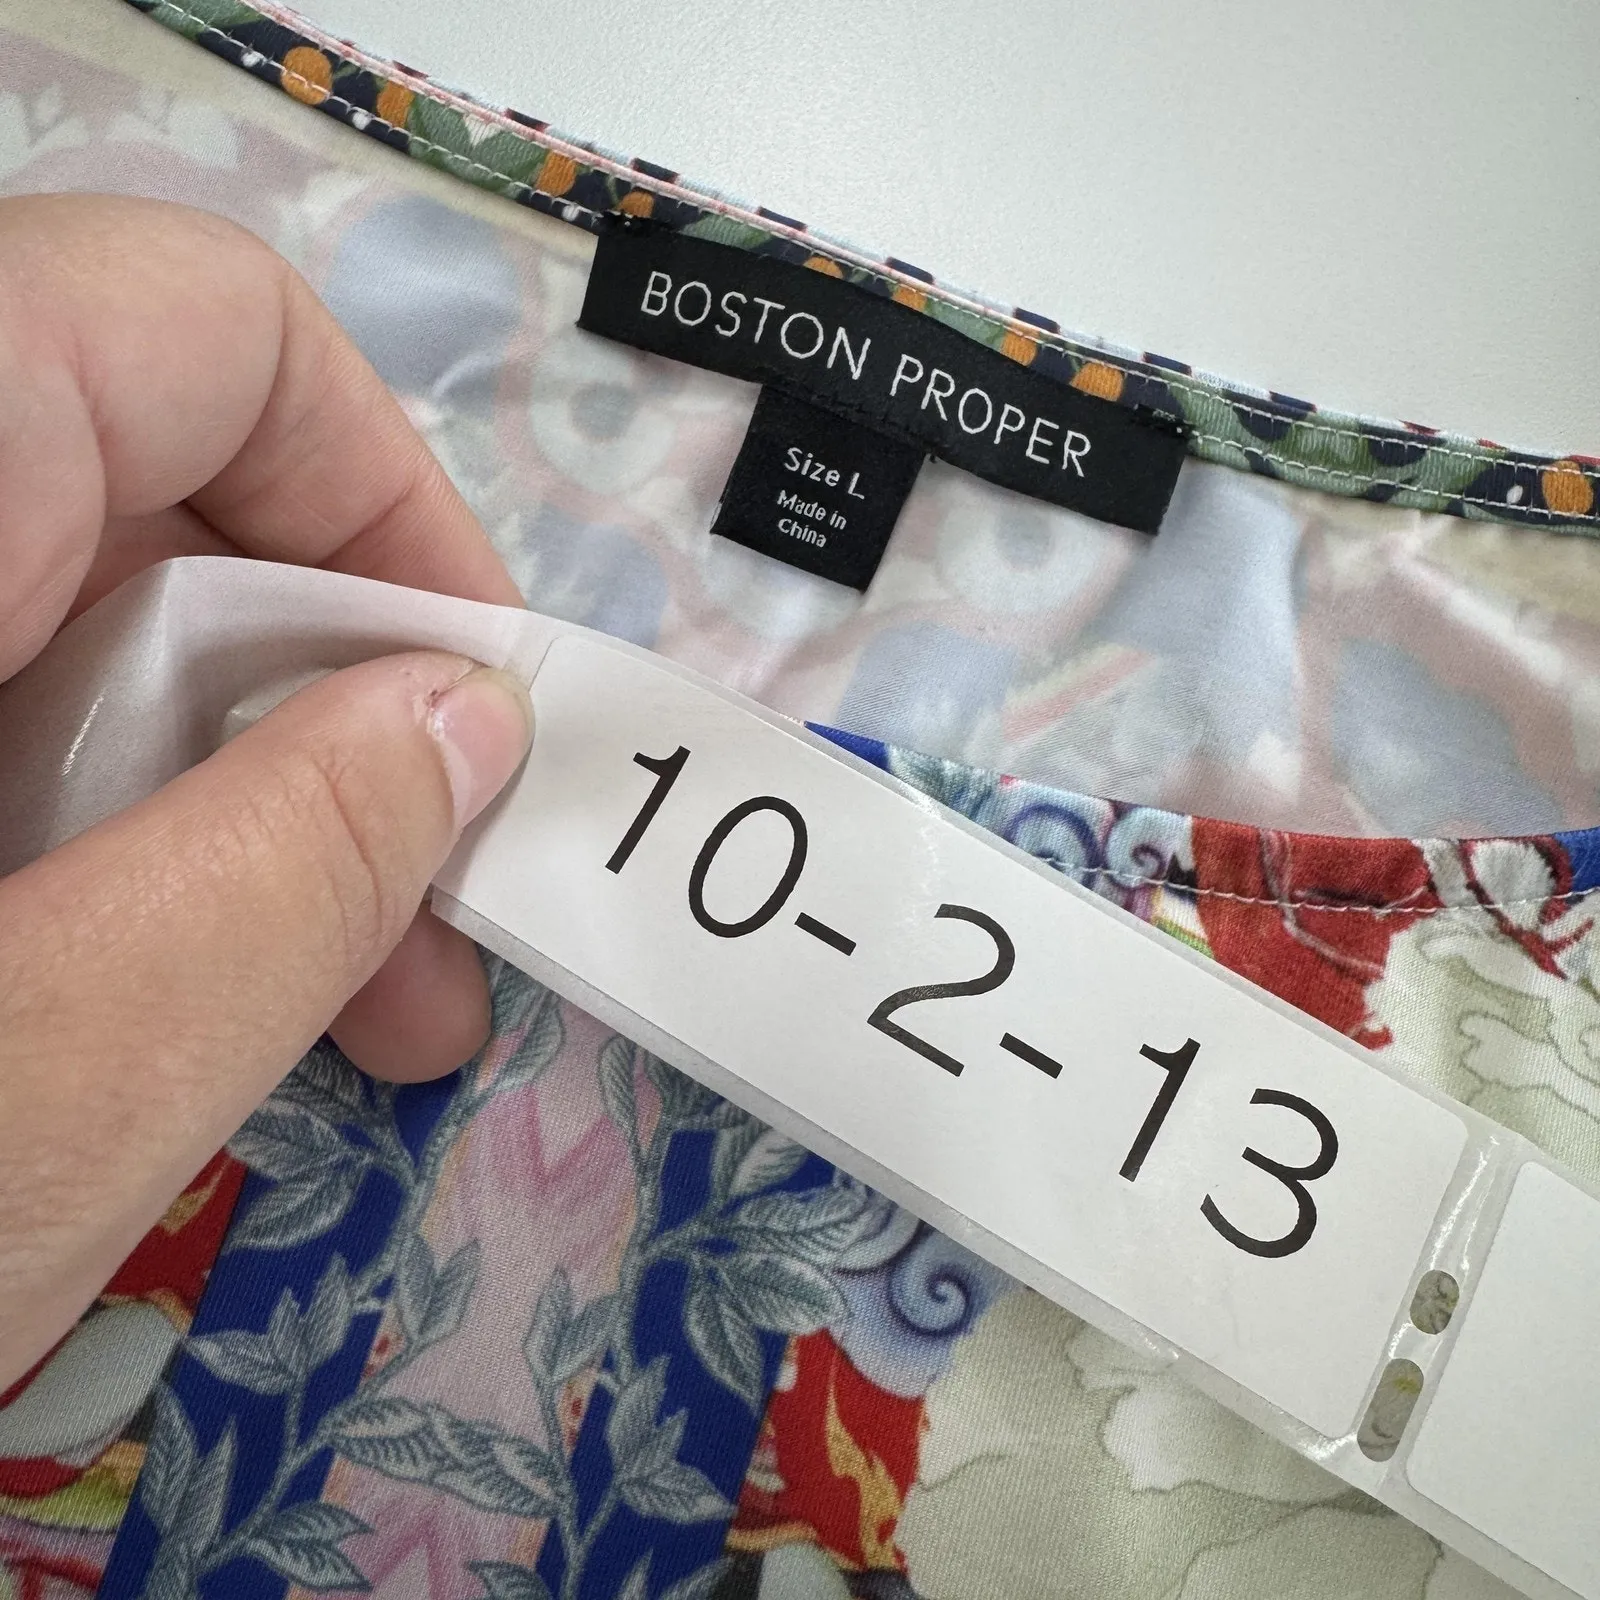 BOSTON PROPER
Size L
Made in
China
10-2-13